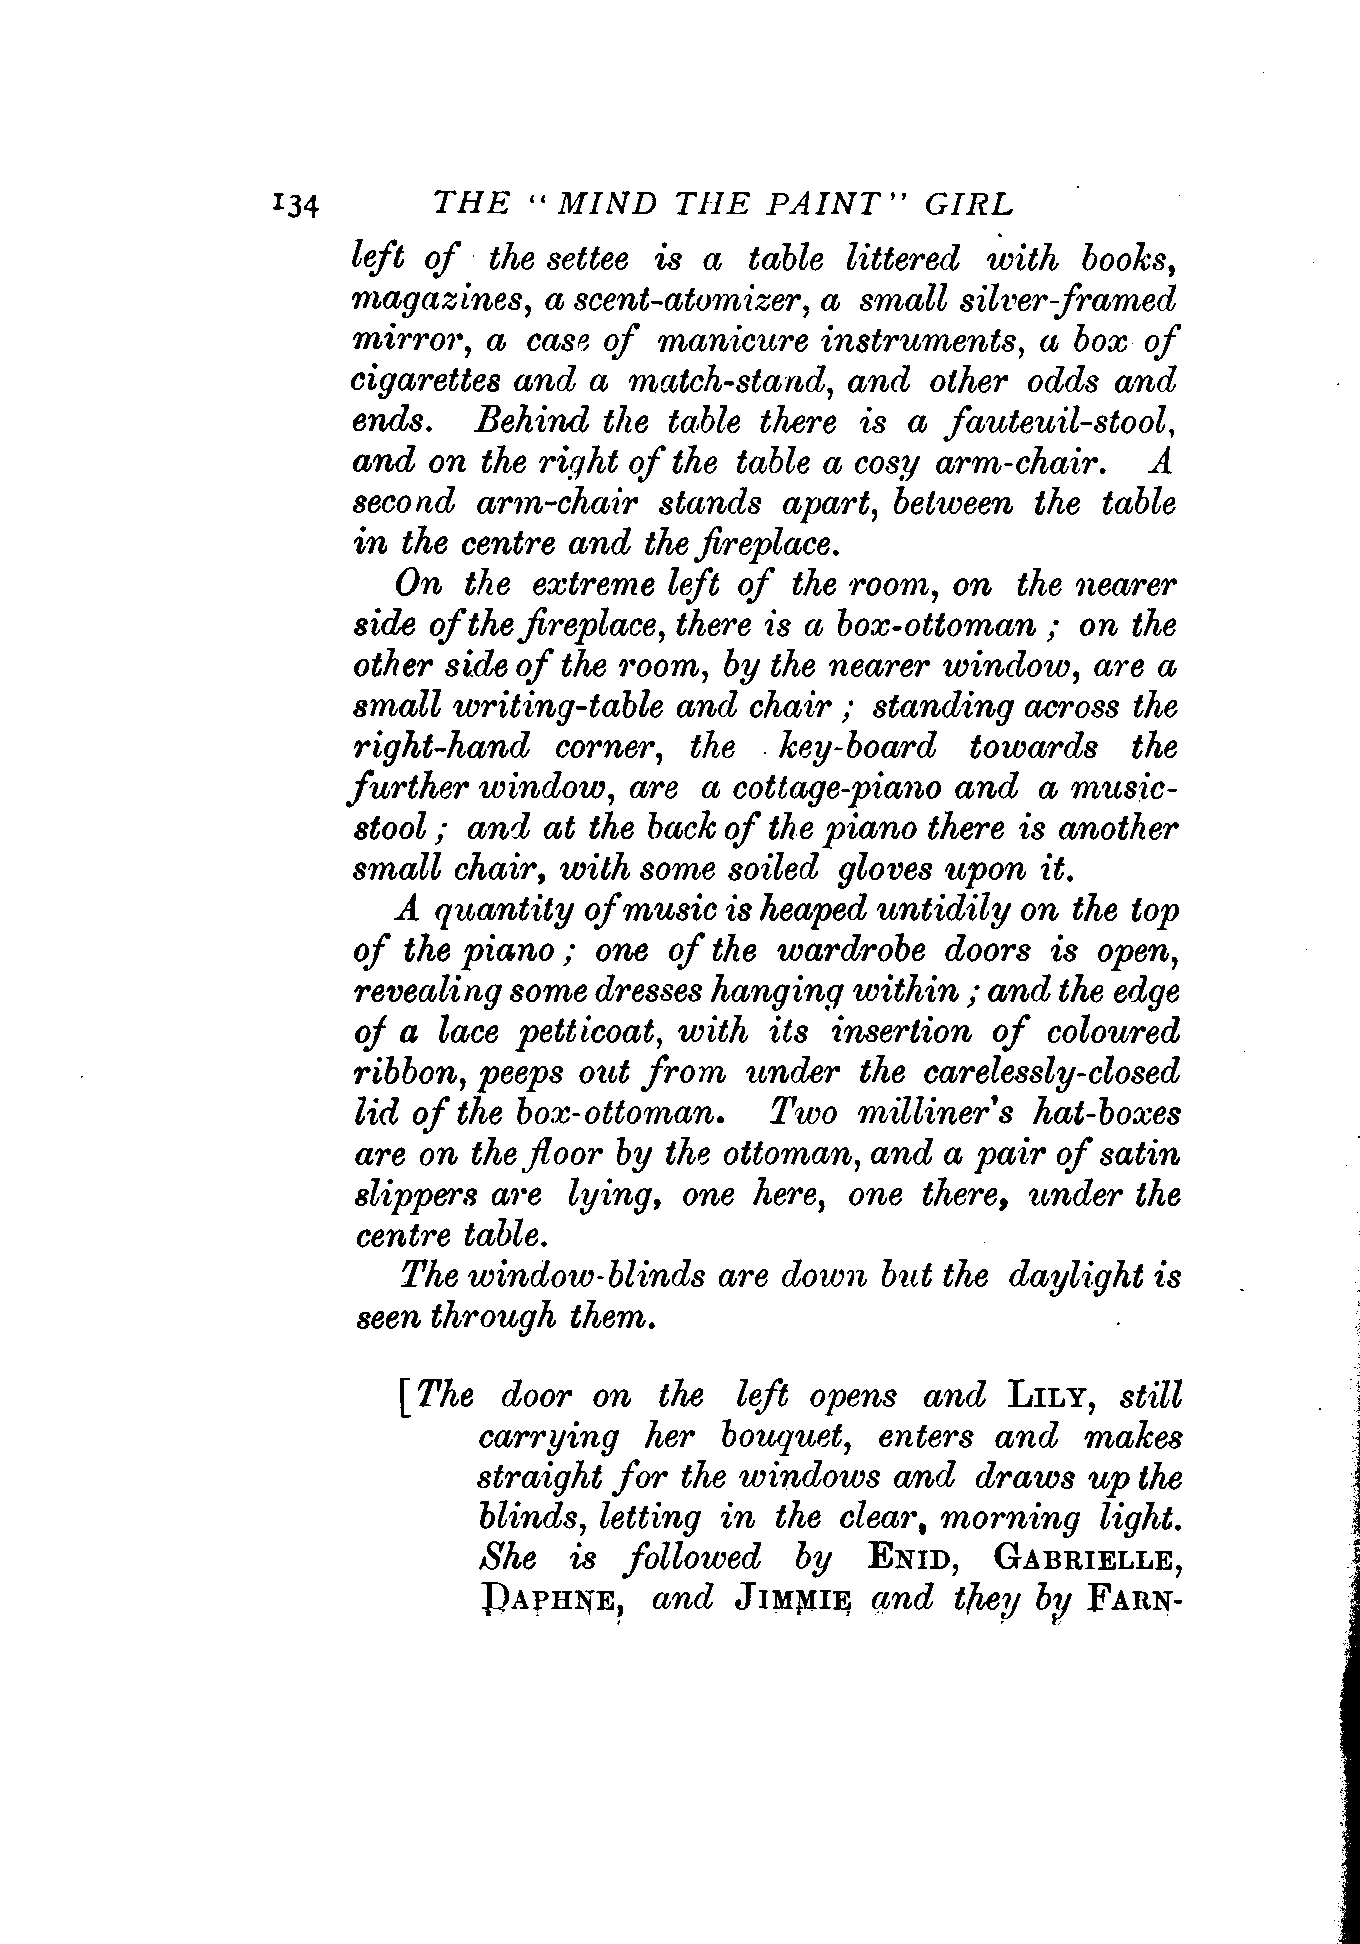 134 THE “ MIND THE PAINT” GIRL
left of the settee is a table littered with books,
magazines, a scent-atomizer, a small silver-framed
mirror, a case of manicure instruments, a box of
cigarettes and a match-stand, and other odds and
ends. Behind the table there is a fauteuil-stool,
and on the right of the table a cosy arm-chair. A
second arm-chair stands apart, between the table
in the centre and the fireplace.
On the extreme left of the room, on the nearer
side of the fireplace, there is a box-ottoman ; on the
other side of the room, by the nearer window, are a
small writing-table and chair ; standing across the
right-hand corner, the key-board towards the
further window, are a cottage-piano and a music-
stool ; and at the back of the piano there is another
small chair, with some soiled gloves upon it.
A quantity of music is heaped untidily on the top
of the piano ; one of the wardrobe doors is open,
revealing some dresses hanging within ; and the edge
of a lace petticoat, with its insertion of coloured
ribbon, peeps out from under the carelessly-closed
lid of the box-ottoman. Two milliner's hat-boxes
are on the floor by the ottoman, and a pair of satin
slippers are lying, one here, one there, under the
centre table.
The window-blinds are down but the daylight is
seen through them.
[The door on the left opens and LILY, still
carrying her bouquet, enters and makes
straight for the windows and draws up the
blinds, letting in the clear, morning light.
She is followed by ENID, GABRIELLE,
DAPHNE, and JIMMIE and they by FARN-